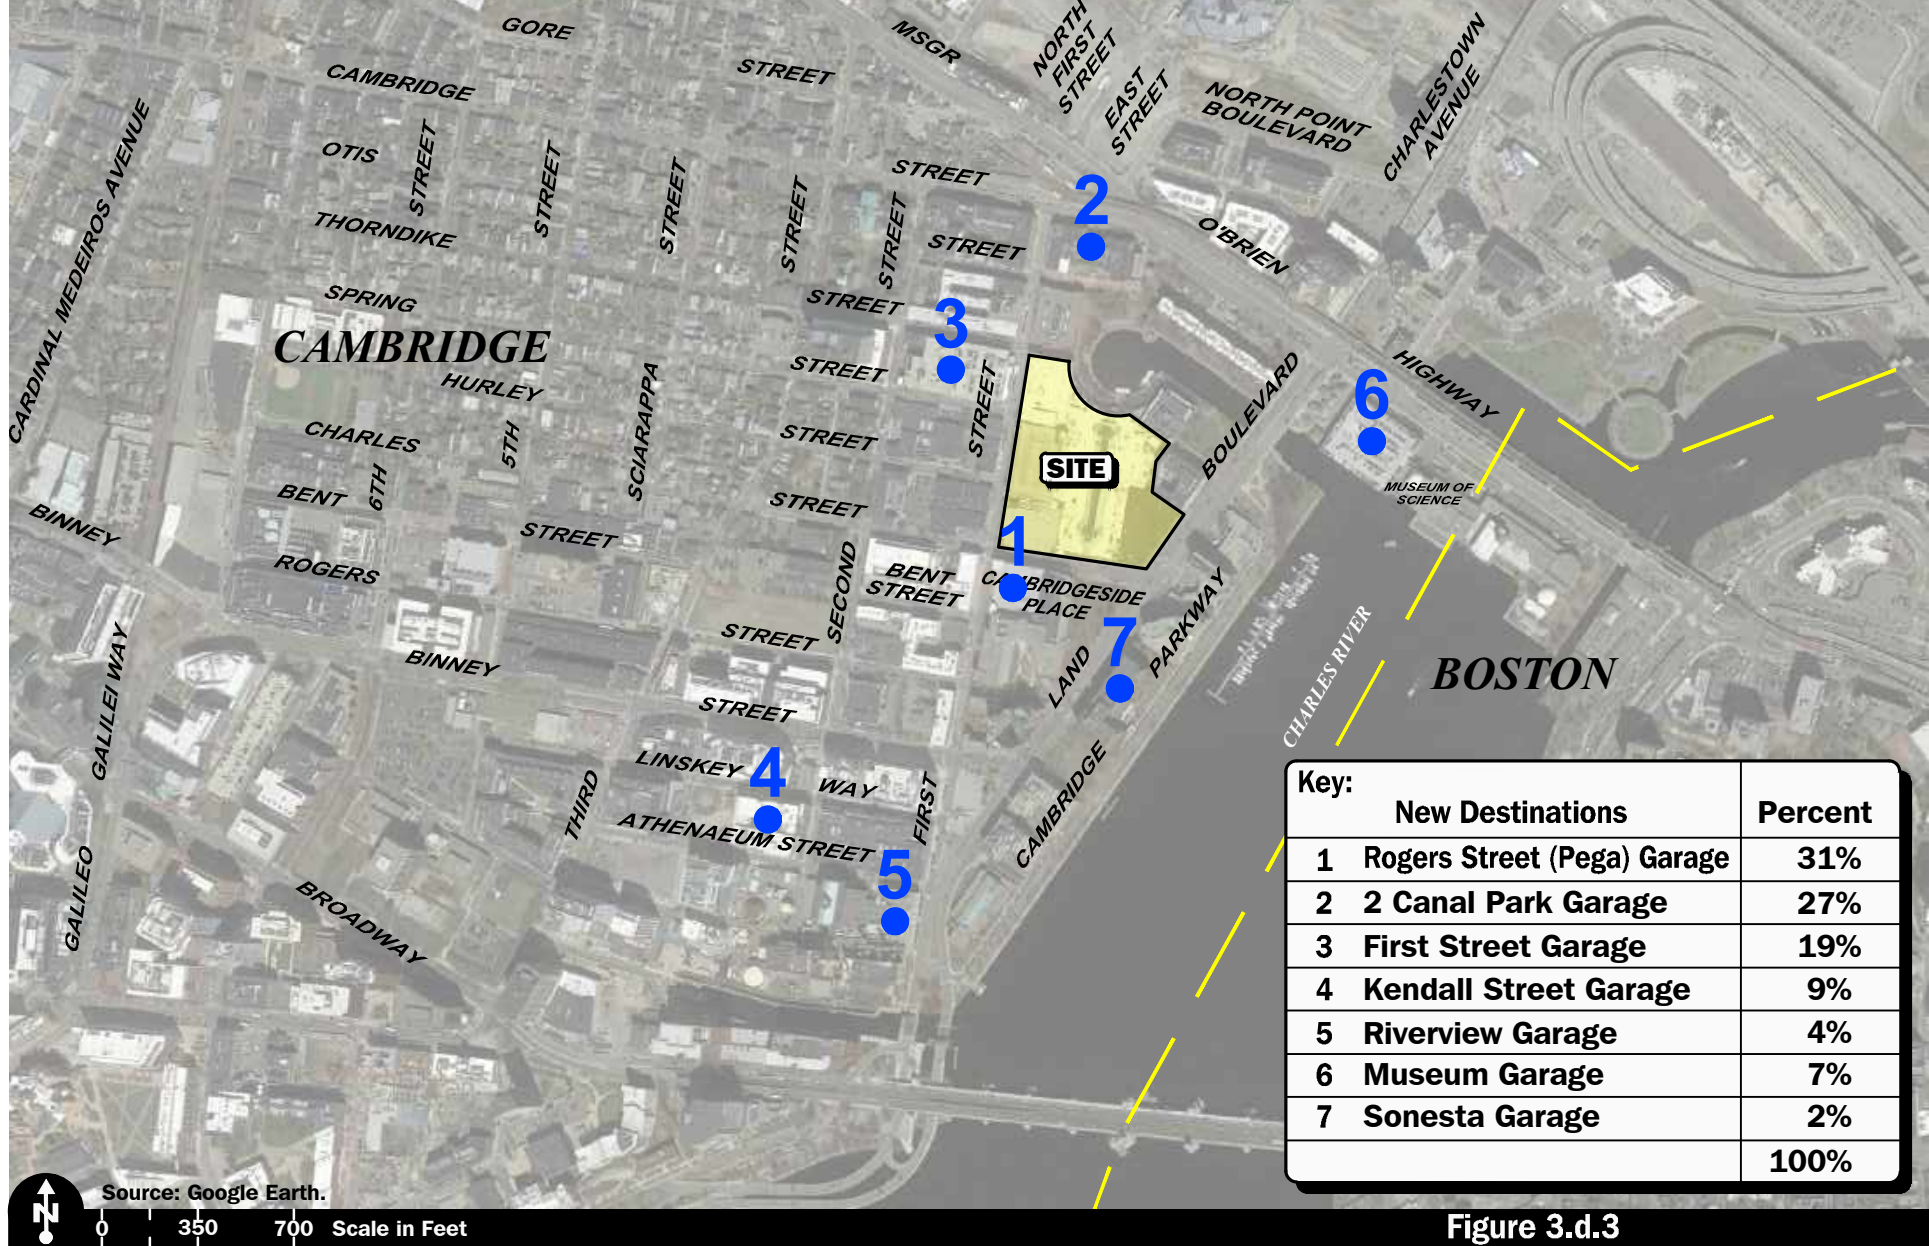 GORE
STREET
MSGR
NORTH
FIRST
STREET
EAST
STREET
NORTH POINT
BOULEVARD
CHARLESTOWN
AVENUE
CAMBRIDGE
STREET
OTIS
STREET
STREET
STREET
STREET
STREET
STREET
THORNDIKE
STREET
SPRING
STREET
CARDINAL MEDEIROS AVENUE
2
O'BRIEN
3
CAMBRIDGE
HURLEY
STREET
STREET
BOULEVARD
6
HIGHWAY
CHARLES
5TH
SCIARAPPA
STREET
SITE
MUSEUM OF
SCIENCE
BENT
6TH
STREET
BINNEY
STREET
1
ROGERS
SECOND
BENT
STREET
CAMBRIDGESIDE
PLACE
7
LAND
PARKWAY
CHARLES RIVER
BOSTON
STREET
BINNEY
STREET
GALILEI WAY
LINSKEY
4
WAY
THIRD
FIRST
CAMBRIDGE
ATHENAEUM STREET
5
GALILEO
BROADWAY
Key:
New Destinations Percent
1 Rogers Street (Pega) Garage 31%
2 2 Canal Park Garage 27%
3 First Street Garage 19%
4 Kendall Street Garage 9%
5 Riverview Garage 4%
6 Museum Garage 7%
7 Sonesta Garage 2%
100%
Source: Google Earth.
N
0 350 700 Scale in Feet
Figure 3.d.3